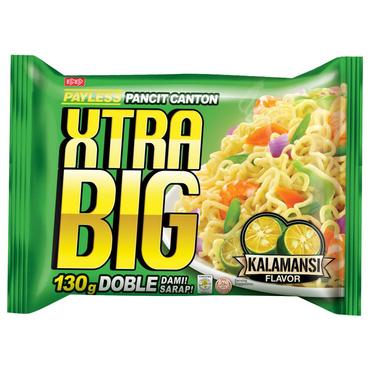 PAYLESS PANCIT CANTON
XTRA
BIG
130g DOBLE DAMI!
SARAP!
KALAMANSI
FLAVOR